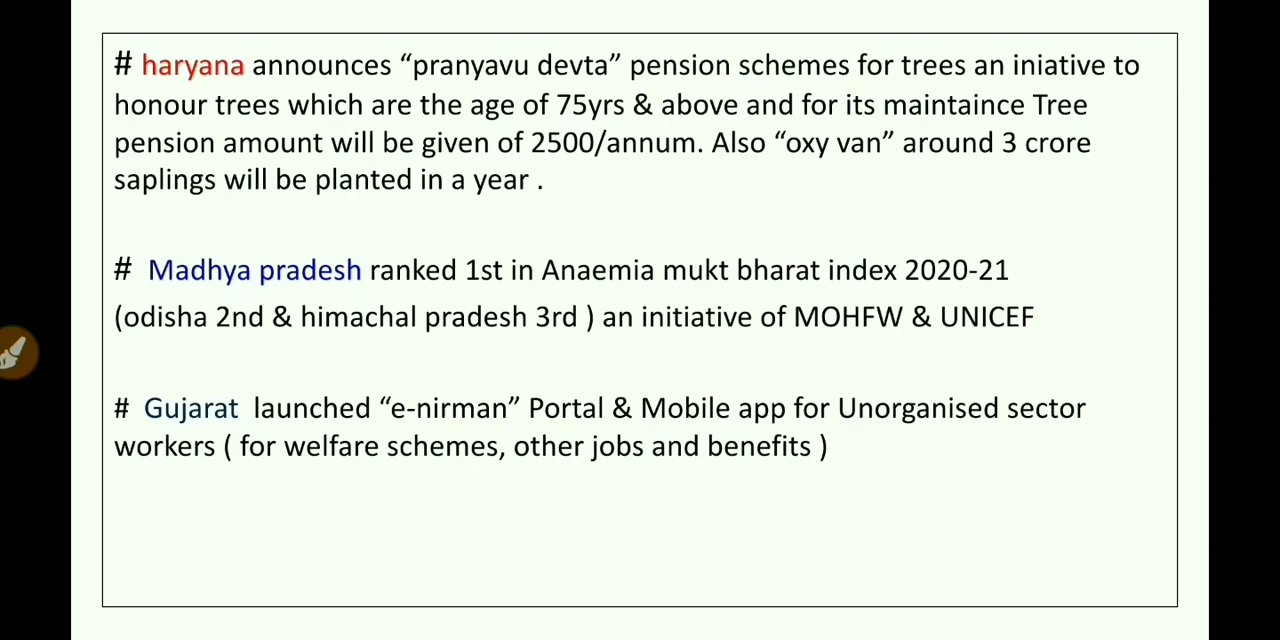 # haryana announces “pranyavu devta” pension schemes for trees an iniative to
honour trees which are the age of 75yrs & above and for its maintaince Tree
pension amount will be given of 2500/annum. Also “oxy van” around 3 crore
saplings will be planted in a year .
# Madhya pradesh ranked 1st in Anaemia mukt bharat index 2020-21
(odisha 2nd & himachal pradesh 3rd ) an initiative of MOHFW & UNICEF
# Gujarat launched “e-nirman” Portal & Mobile app for Unorganised sector
workers ( for welfare schemes, other jobs and benefits )